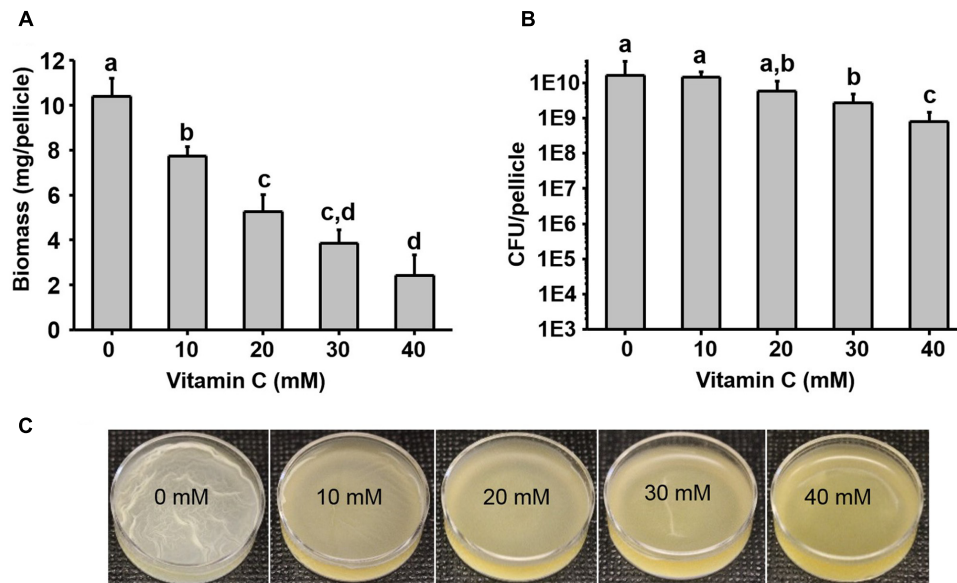 A
Biomass (mg/pellicle)
12
10
8
6
4
2
0
a
b
c
c,d
d
0 10 20 30 40
Vitamin C (mM)
B
CFU/pellicle
1E10
1E9
1E8
1E7
1E6
1E5
1E4
1E3
a
a
a,b
b
c
0 10 20 30 40
Vitamin C (mM)
C
0 mM 10 mM 20 mM 30 mM 40 mM